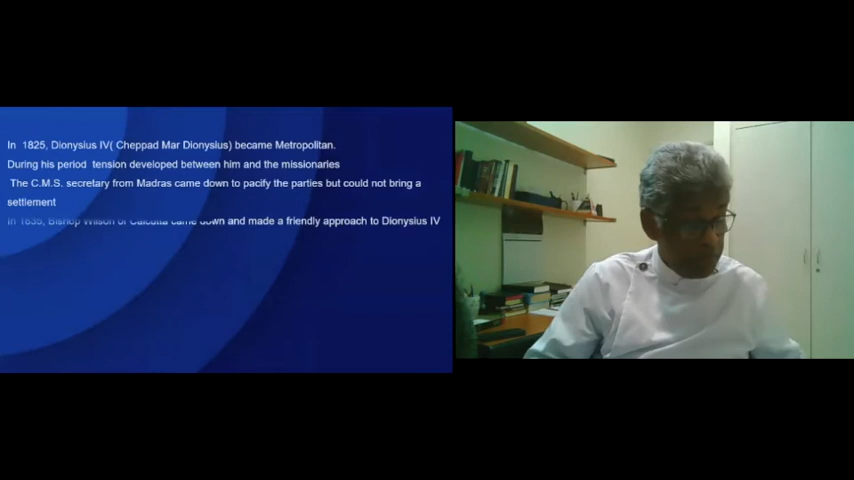 In 1825, Dionysius IV( Cheppad Mar Dionysius) became Metropolitan.
During his period tension developed between him and the missionaries
The C.M.S. secretary from Madras came down to pacify the parties but could not bring a
settlement
In 1835, Bishop Wilson of Calcutta came down and made a friendly approach to Dionysius IV